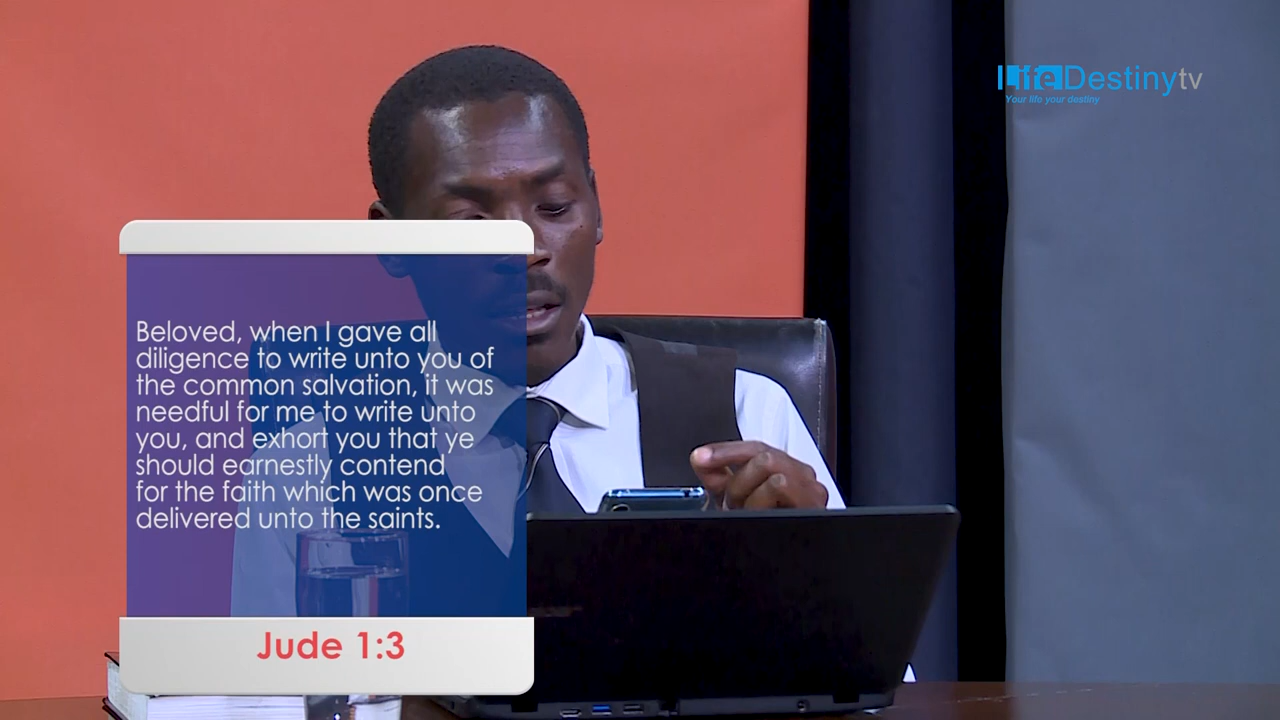 LifeDestinytv
Your life your destiny
Beloved, when I gave all
diligence to write unto you of
the common salvation, it was
needful for me to write unto
you, and exhort you that ye
should earnestly contend
for the faith which was once
delivered unto the saints.
Jude 1:3